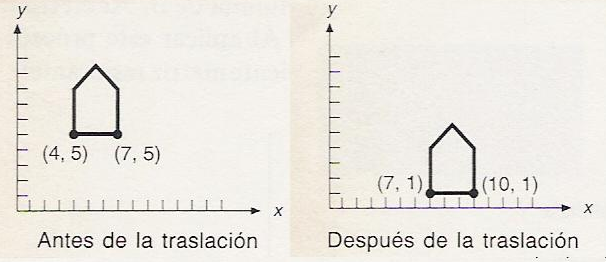 y
(4, 5) (7, 5)
x
Antes de la traslación
y
(7, 1) (10, 1)
x
Después de la traslación